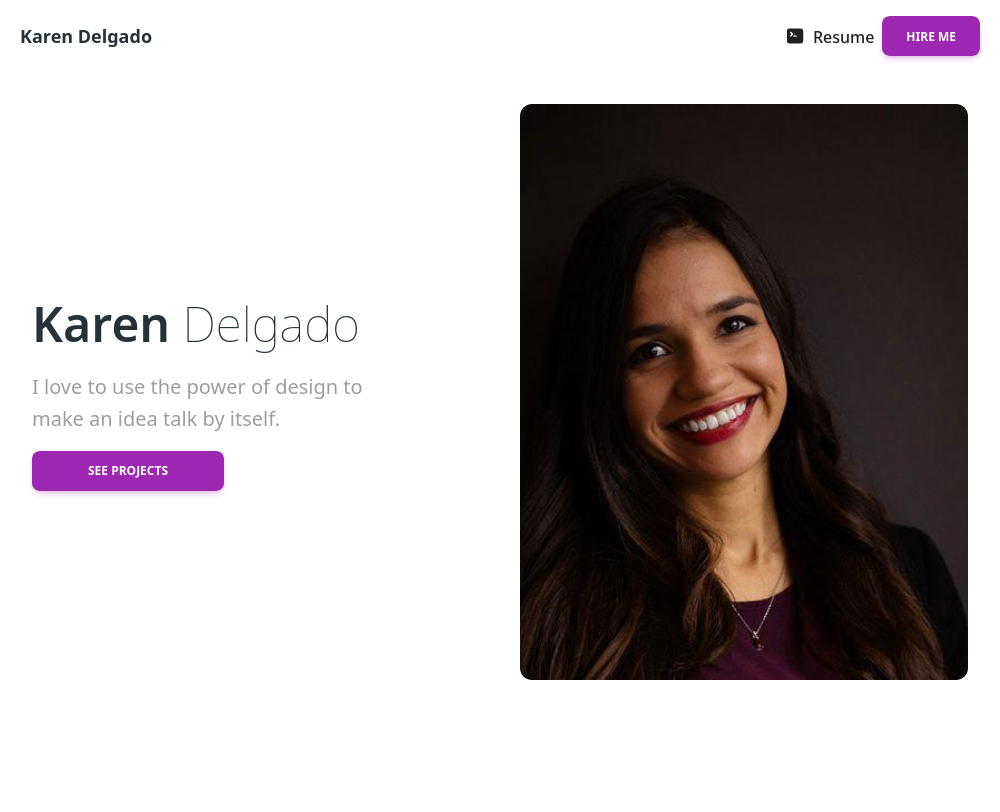 Karen Delgado
Resume
HIRE ME
Karen Delgado
I love to use the power of design to
make an idea talk by itself.
SEE PROJECTS